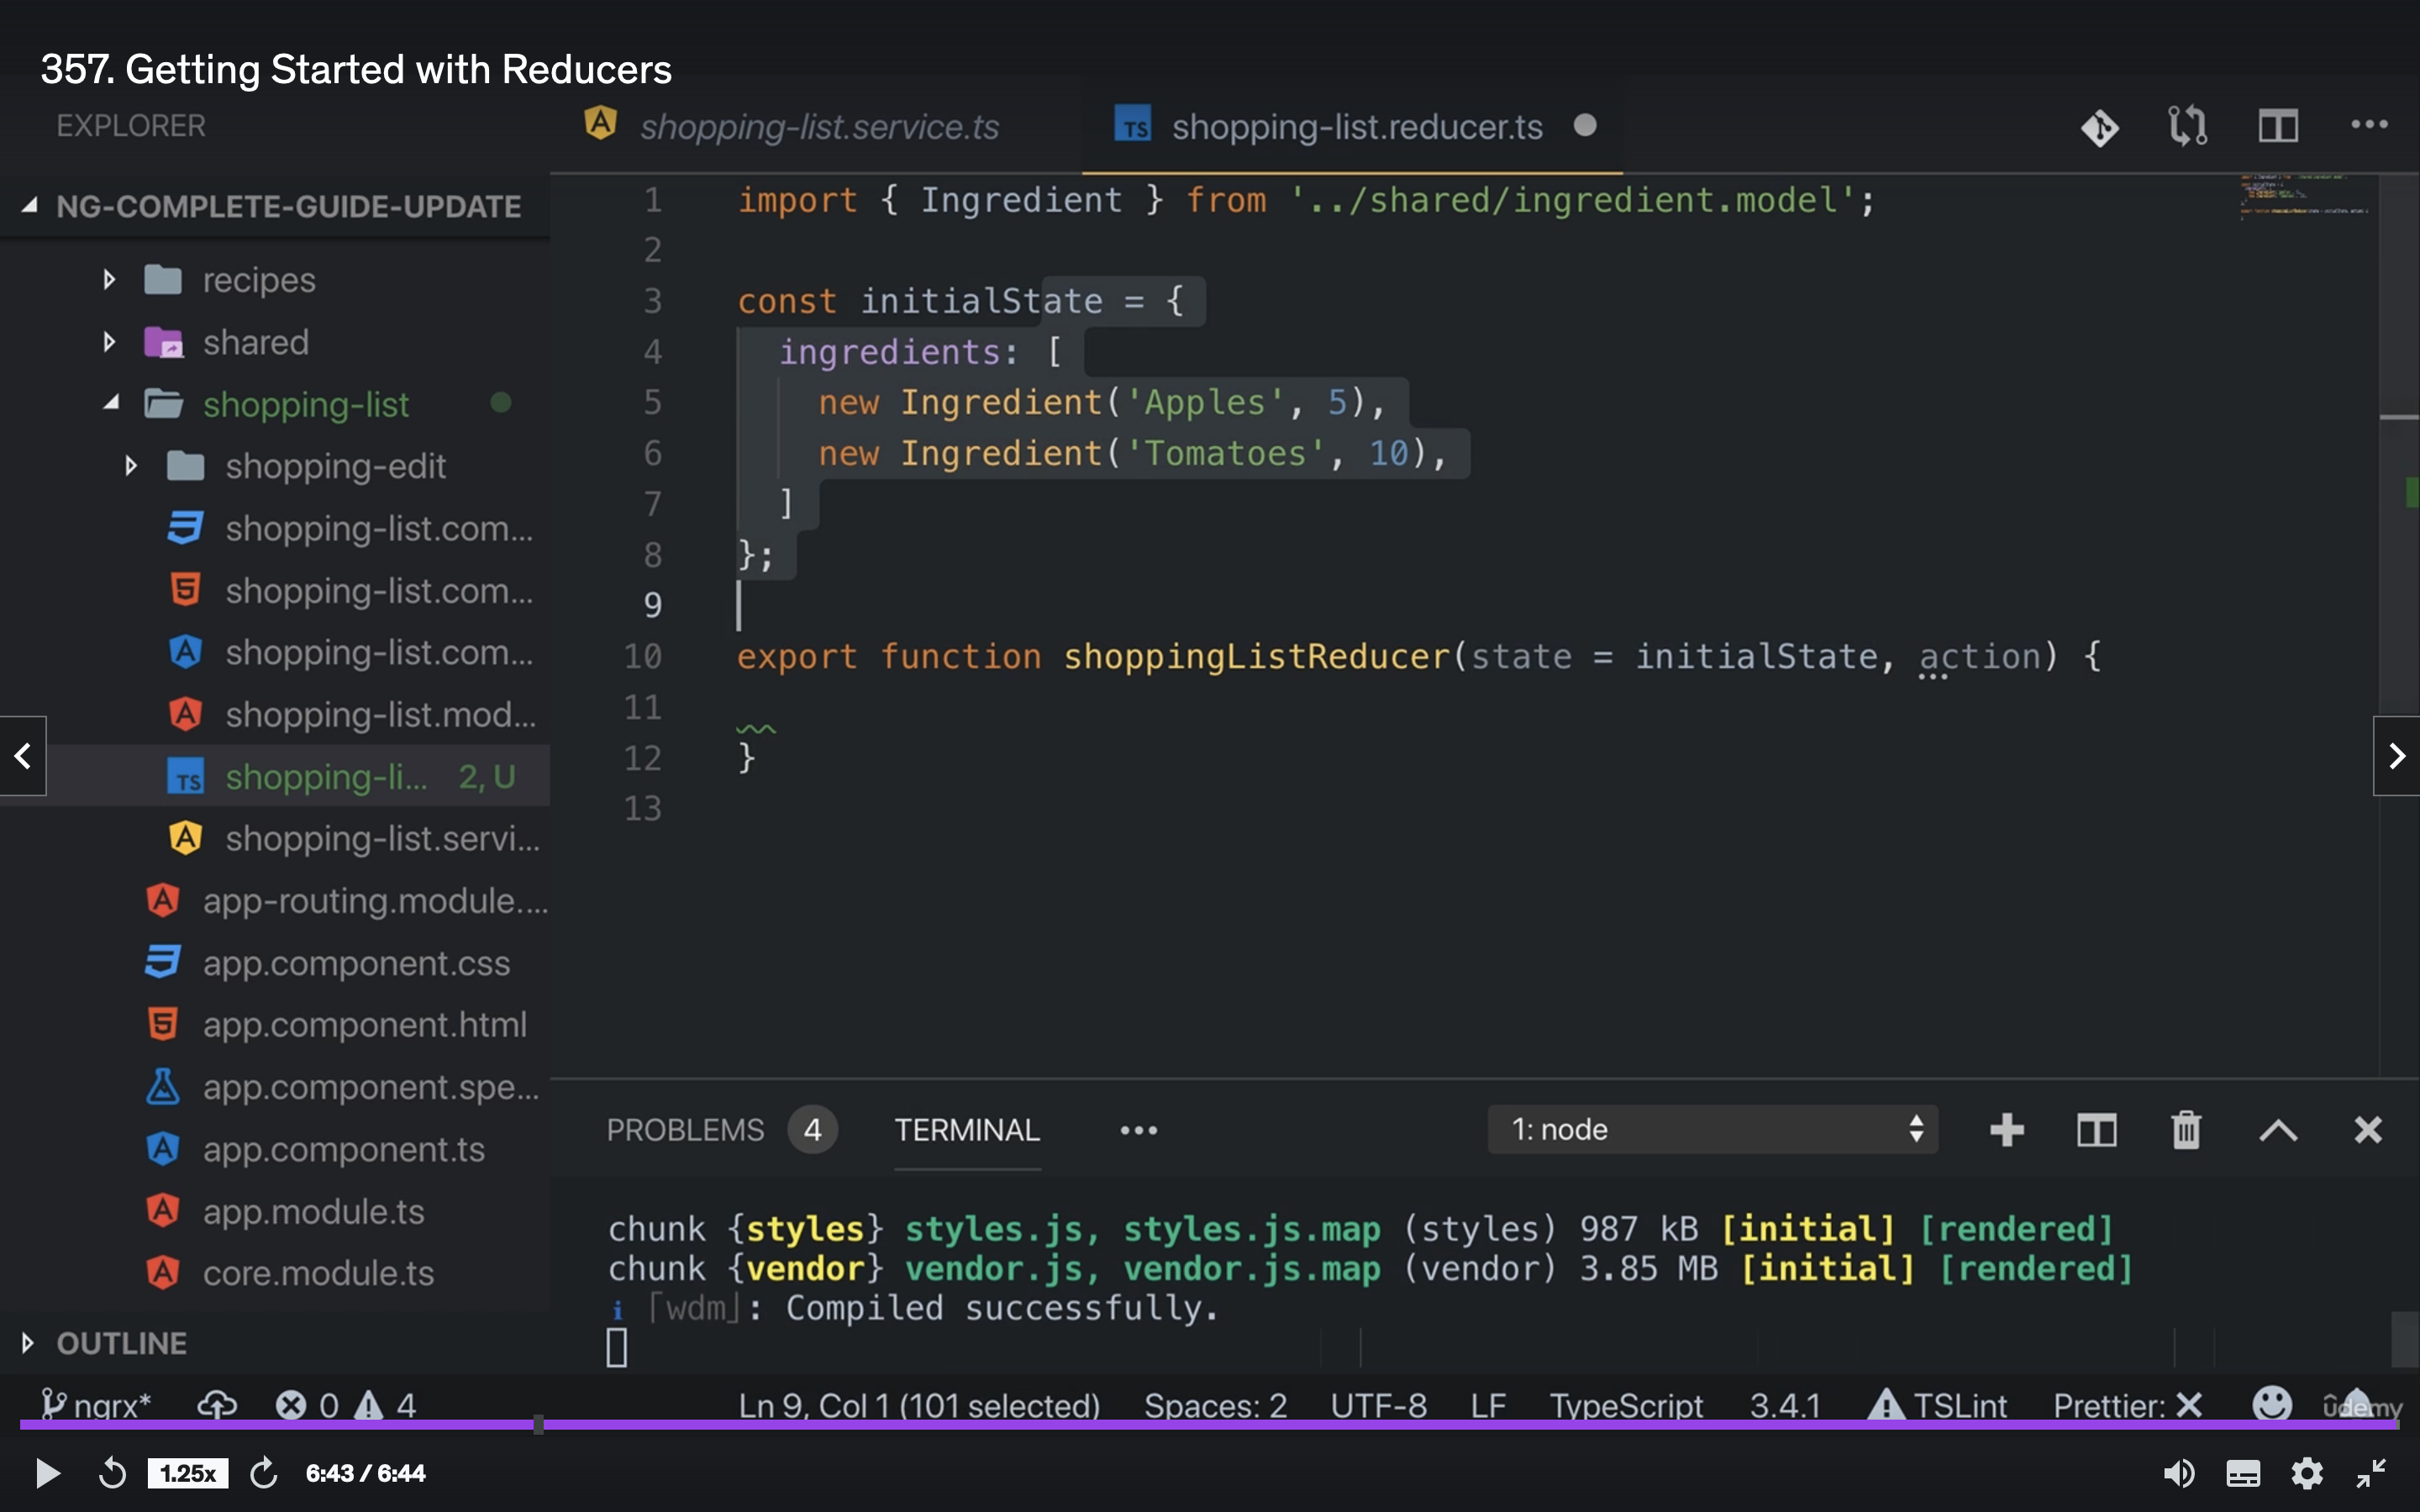 357. Getting Started with Reducers
EXPLORER
shopping-list.service.ts
TS shopping-list.reducer.ts
NG-COMPLETE-GUIDE-UPDATE
recipes
shared
shopping-list
shopping-edit
shopping-list.com...
shopping-list.com...
shopping-list.com...
shopping-list.mod...
TS shopping-li... 2, U
shopping-list.servi...
app-routing.module....
app.component.css
app.component.html
app.component.spe...
app.component.ts
app.module.ts
core.module.ts
OUTLINE
1 import { Ingredient } from '../shared/ingredient.model';
2
3 const initialState = {
4 ingredients: [
5 new Ingredient('Apples', 5),
6 new Ingredient('Tomatoes', 10),
7 ]
8 };
9
10 export function shoppingListReducer(state = initialState, action) {
11
12 }
13
PROBLEMS 4 TERMINAL ••• 1: node
chunk {styles} styles.js, styles.js.map (styles) 987 kB [initial] [rendered]
chunk {vendor} vendor.js, vendor.js.map (vendor) 3.85 MB [initial] [rendered]
i ｢wdm｣: Compiled successfully.
ngrx* 0 4 Ln 9, Col 1 (101 selected) Spaces: 2 UTF-8 LF TypeScript 3.4.1 TSLint Prettier: ✕ ûdemy
1.25x 6:43 / 6:44